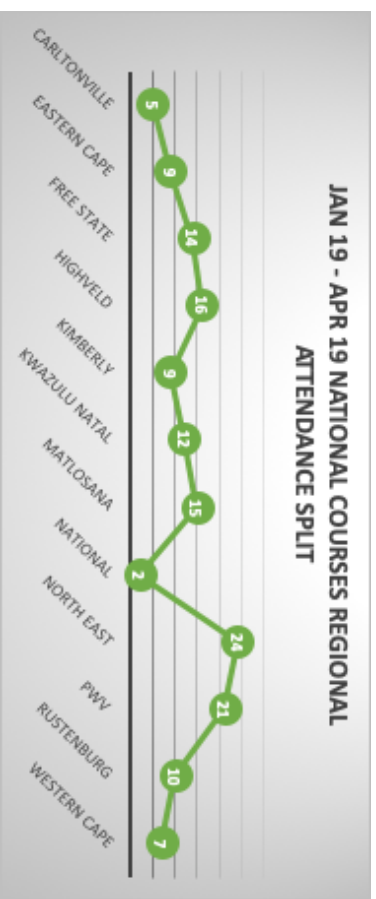 JAN 19 - APR 19 NATIONAL COURSES REGIONAL
ATTENDANCE SPLIT
5
9
14
16
9
12
15
2
24
21
10
7
CARLTONVILLE
EASTERN CAPE
FREE STATE
HIGHVELD
KIMBERLY
KWAZULU NATAL
MATLOSANA
NATIONAL
NORTH EAST
PWV
RUSTENBURG
WESTERN CAPE